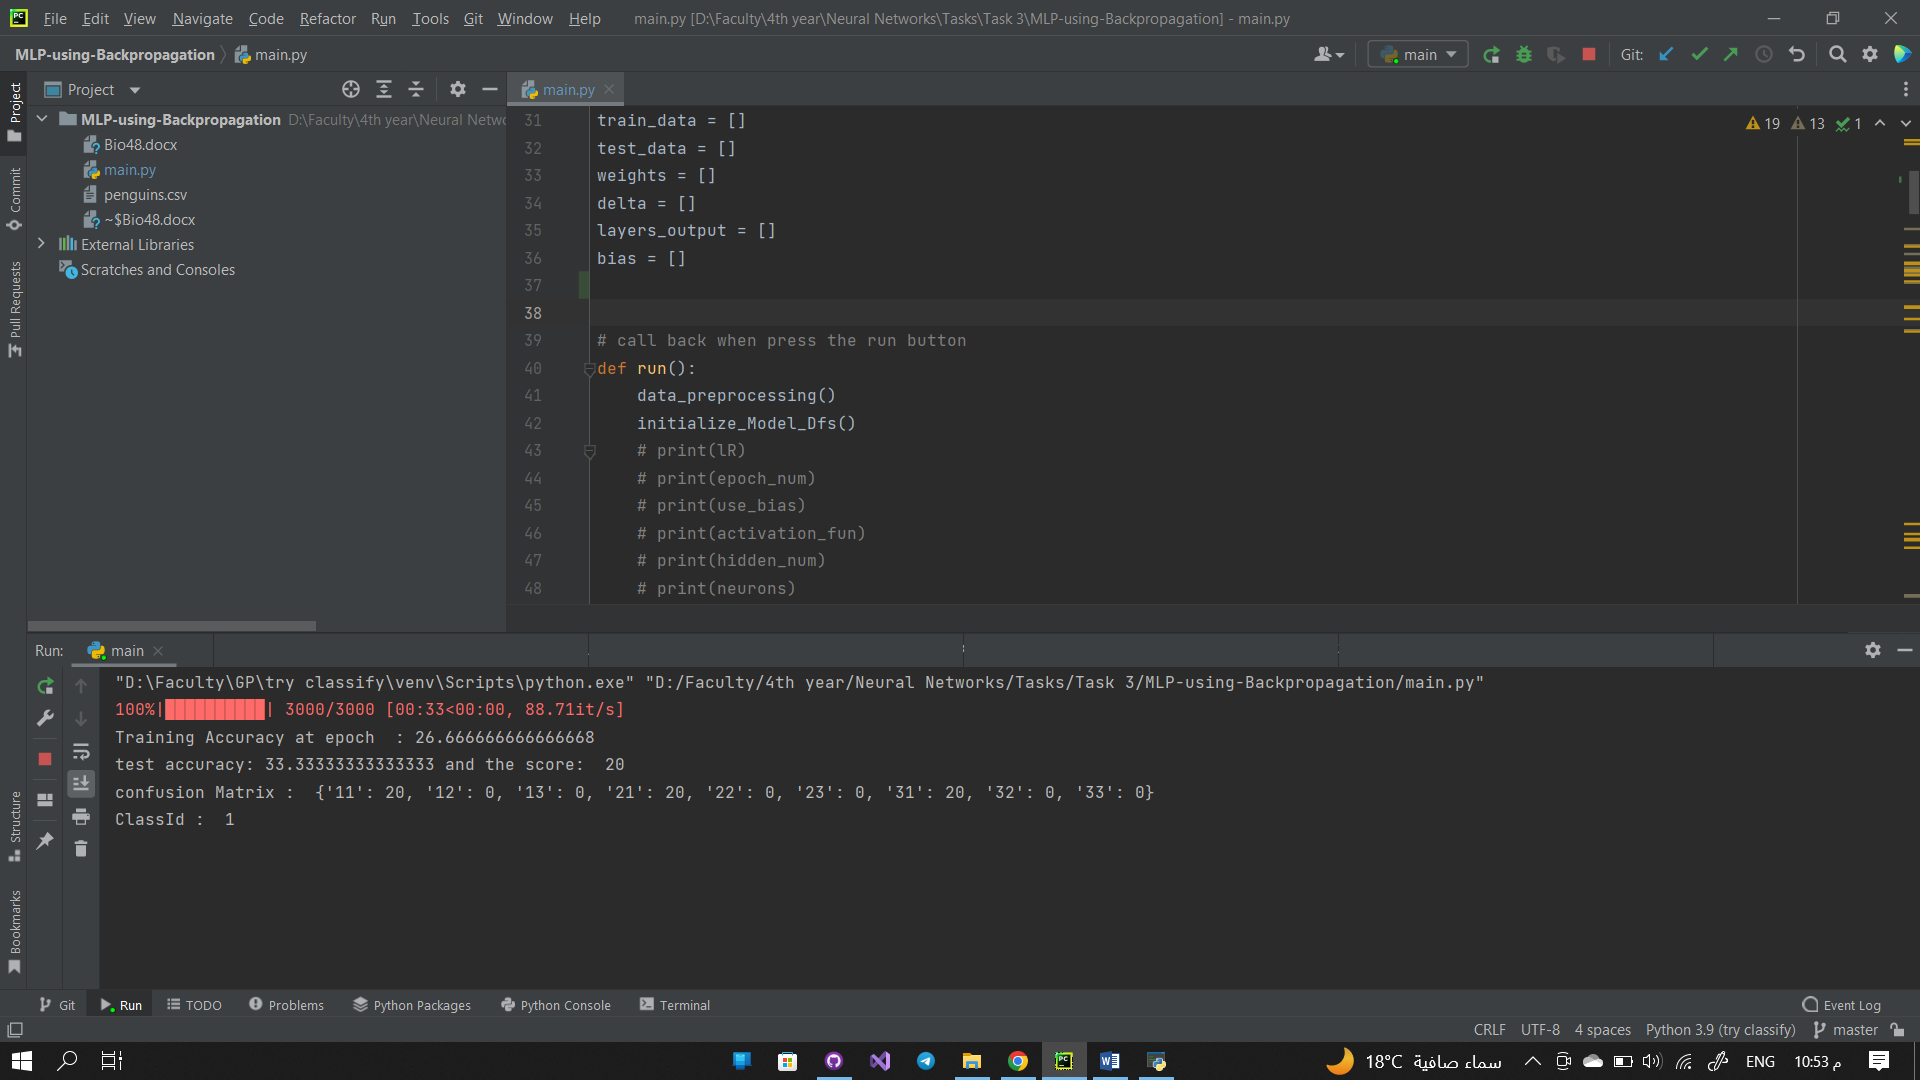 File Edit View Navigate Code Refactor Run Tools Git Window Help main.py [D:\Faculty\4th year\Neural Networks\Tasks\Task 3\MLP-using-Backpropagation] - main.py
MLP-using-Backpropagation main.py main Git:
Project
main.py
MLP-using-Backpropagation D:\Faculty\4th year\Neural Netwo
Bio48.docx
main.py
penguins.csv
~$Bio48.docx
External Libraries
Scratches and Consoles
Project
Commit
Pull Requests
Structure
Bookmarks
19 13 1
31 train_data = []
32 test_data = []
33 weights = []
34 delta = []
35 layers_output = []
36 bias = []
37
38
39 # call back when press the run button
40 def run():
41 data_preprocessing()
42 initialize_Model_Dfs()
43 # print(lR)
44 # print(epoch_num)
45 # print(use_bias)
46 # print(activation_fun)
47 # print(hidden_num)
48 # print(neurons)
Run: main
"D:\Faculty\GP\try classify\venv\Scripts\python.exe" "D:/Faculty/4th year/Neural Networks/Tasks/Task 3/MLP-using-Backpropagation/main.py"
100%|██████████| 3000/3000 [00:33<00:00, 88.71it/s]
Training Accuracy at epoch  : 26.666666666666668
test accuracy: 33.33333333333333 and the score:  20
confusion Matrix :  {'11': 20, '12': 0, '13': 0, '21': 20, '22': 0, '23': 0, '31': 20, '32': 0, '33': 0}
ClassId :  1
Git Run TODO Problems Python Packages Python Console Terminal Event Log
CRLF UTF-8 4 spaces Python 3.9 (try classify) master
18°C سماء صافية ENG 10:53 م